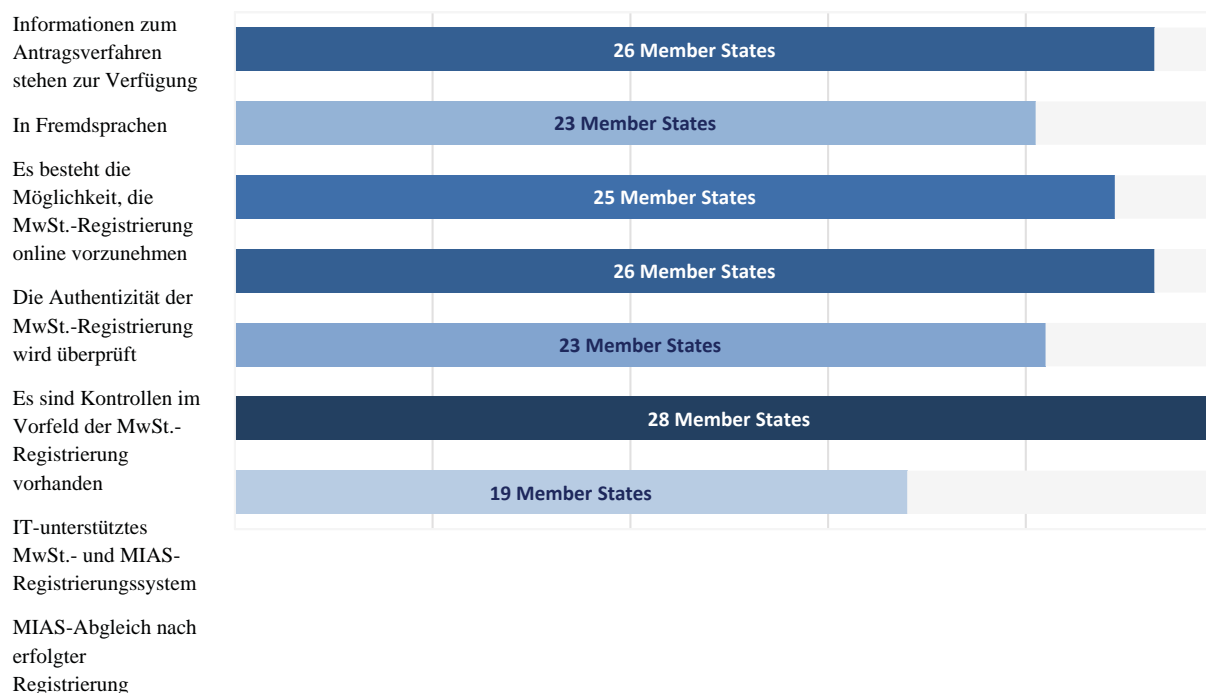 Informationen zum
Antragsverfahren
stehen zur Verfügung
In Fremdsprachen
Es besteht die
Möglichkeit, die
MwSt.-Registrierung
online vorzunehmen
Die Authentizität der
MwSt.-Registrierung
wird überprüft
Es sind Kontrollen im
Vorfeld der MwSt.-
Registrierung
vorhanden
IT-unterstütztes
MwSt.- und MIAS-
Registrierungssystem
MIAS-Abgleich nach
erfolgter
Registrierung
26 Member States
23 Member States
25 Member States
26 Member States
23 Member States
28 Member States
19 Member States